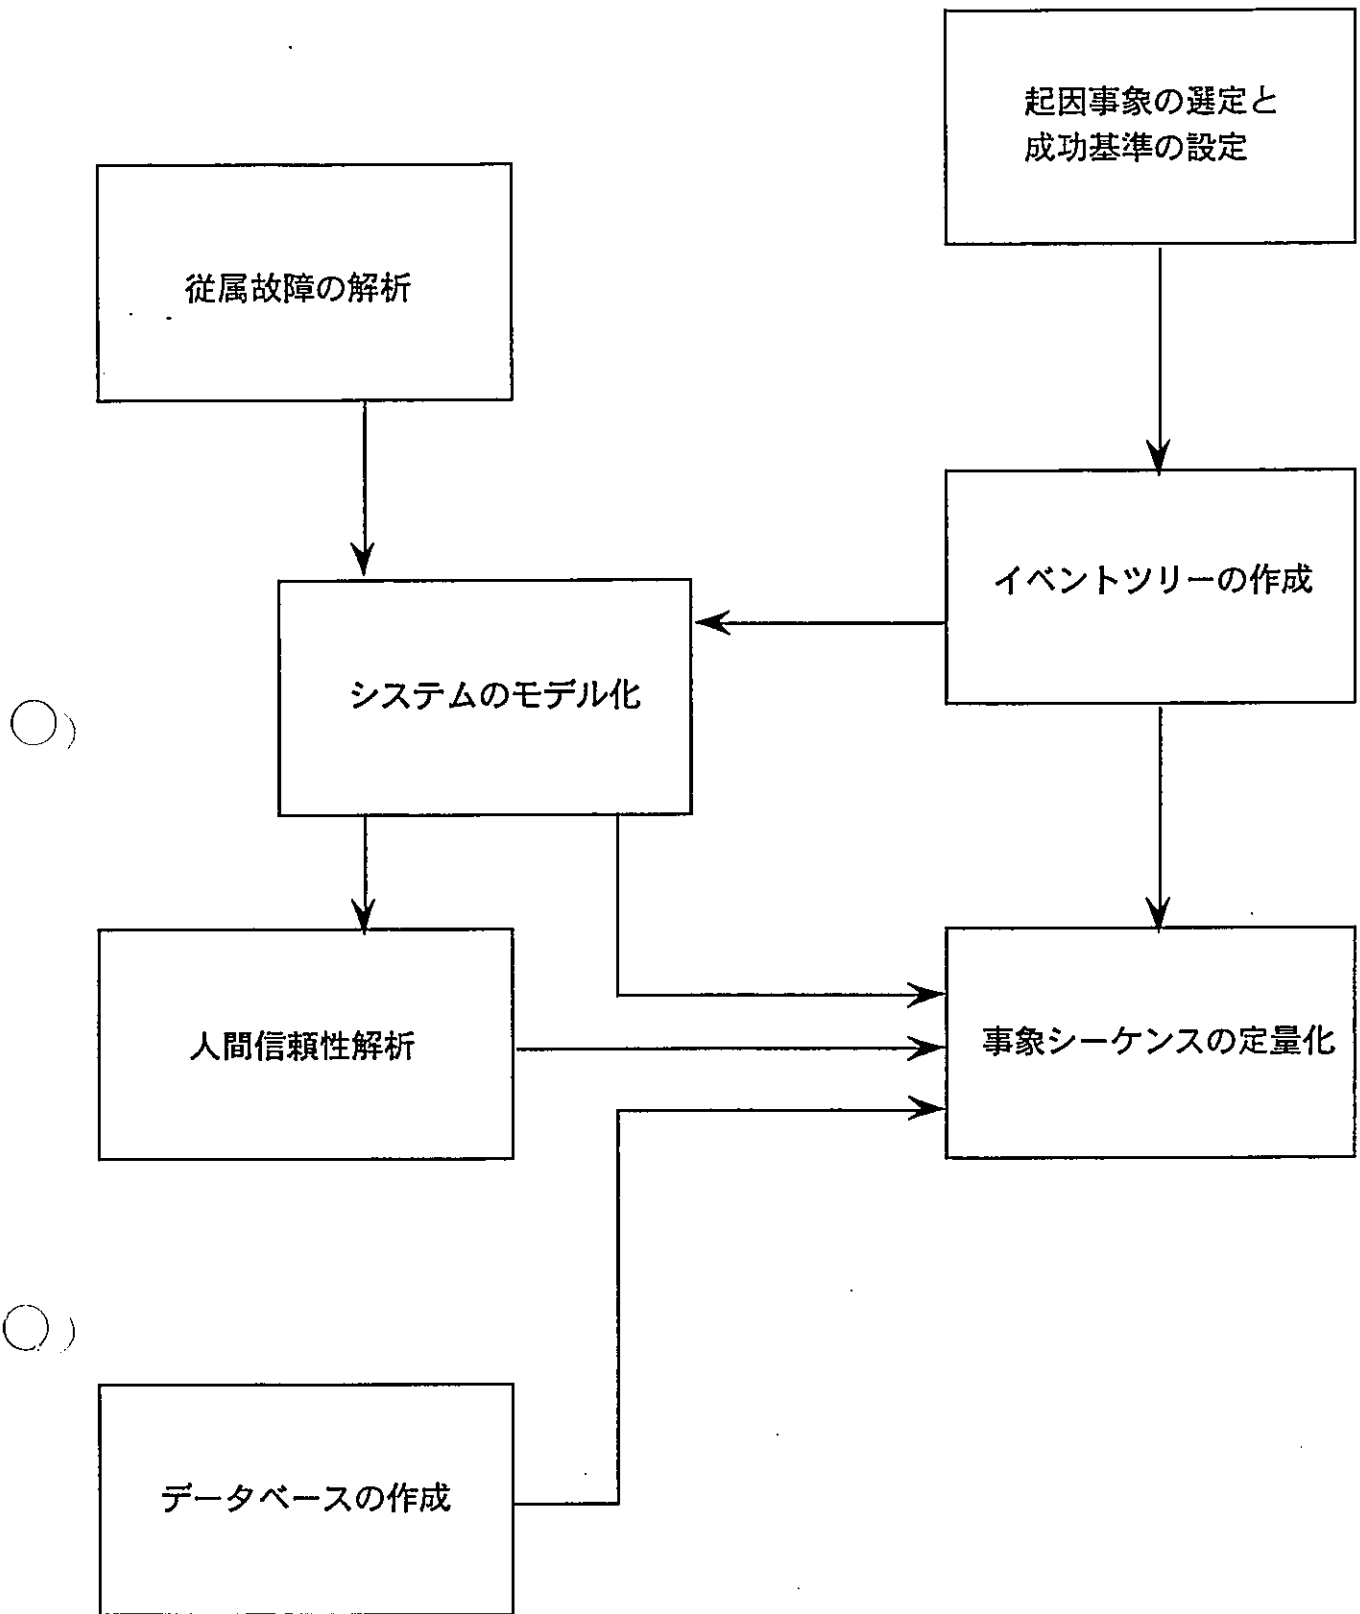 起因事象の選定と
成功基準の設定
従属故障の解析
イベントツリーの作成
システムのモデル化
人間信頼性解析
事象シーケンスの定量化
データベースの作成